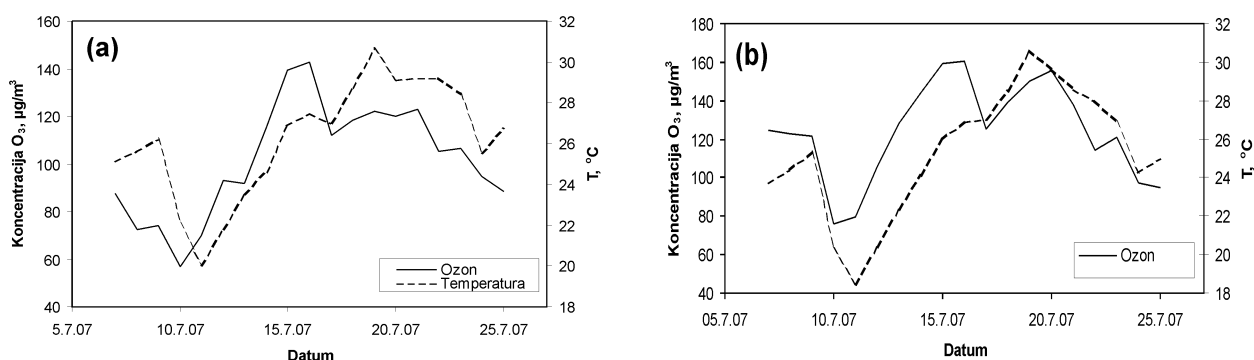 (a)
Koncentracija O₃, µg/m³
160
140
120
100
80
60
40
32
30
28
26
24
22
20
18
T, °C
Ozon
Temperatura
5.7.07 10.7.07 15.7.07 20.7.07 25.7.07
Datum
(b)
Koncentracija O₃, µg/m³
180
160
140
120
100
80
60
40
32
30
28
26
24
22
20
18
T, °C
Ozon
05.7.07 10.7.07 15.7.07 20.7.07 25.7.07
Datum